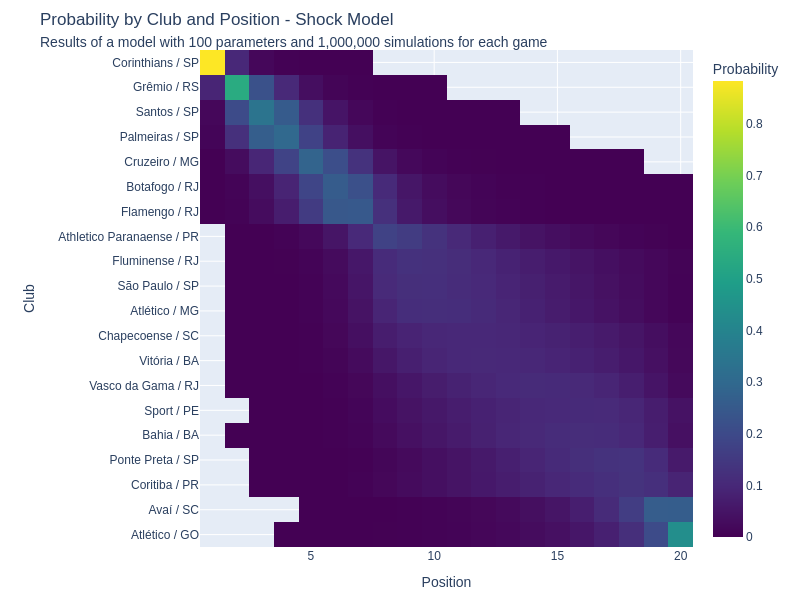 Probability by Club and Position - Shock Model
Results of a model with 100 parameters and 1,000,000 simulations for each game
Probability
Club
Corinthians / SP
Grêmio / RS
Santos / SP
Palmeiras / SP
Cruzeiro / MG
Botafogo / RJ
Flamengo / RJ
Athletico Paranaense / PR
Fluminense / RJ
São Paulo / SP
Atlético / MG
Chapecoense / SC
Vitória / BA
Vasco da Gama / RJ
Sport / PE
Bahia / BA
Ponte Preta / SP
Coritiba / PR
Avaí / SC
Atlético / GO
0.8
0.7
0.6
0.5
0.4
0.3
0.2
0.1
0
5 10 15 20
Position